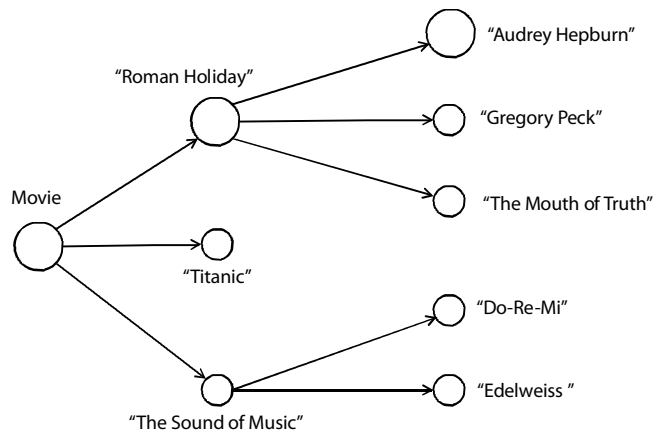 “Audrey Hepburn”
“Roman Holiday”
“Gregory Peck”
Movie
“The Mouth of Truth”
“Titanic”
“Do-Re-Mi”
“Edelweiss ”
“The Sound of Music”